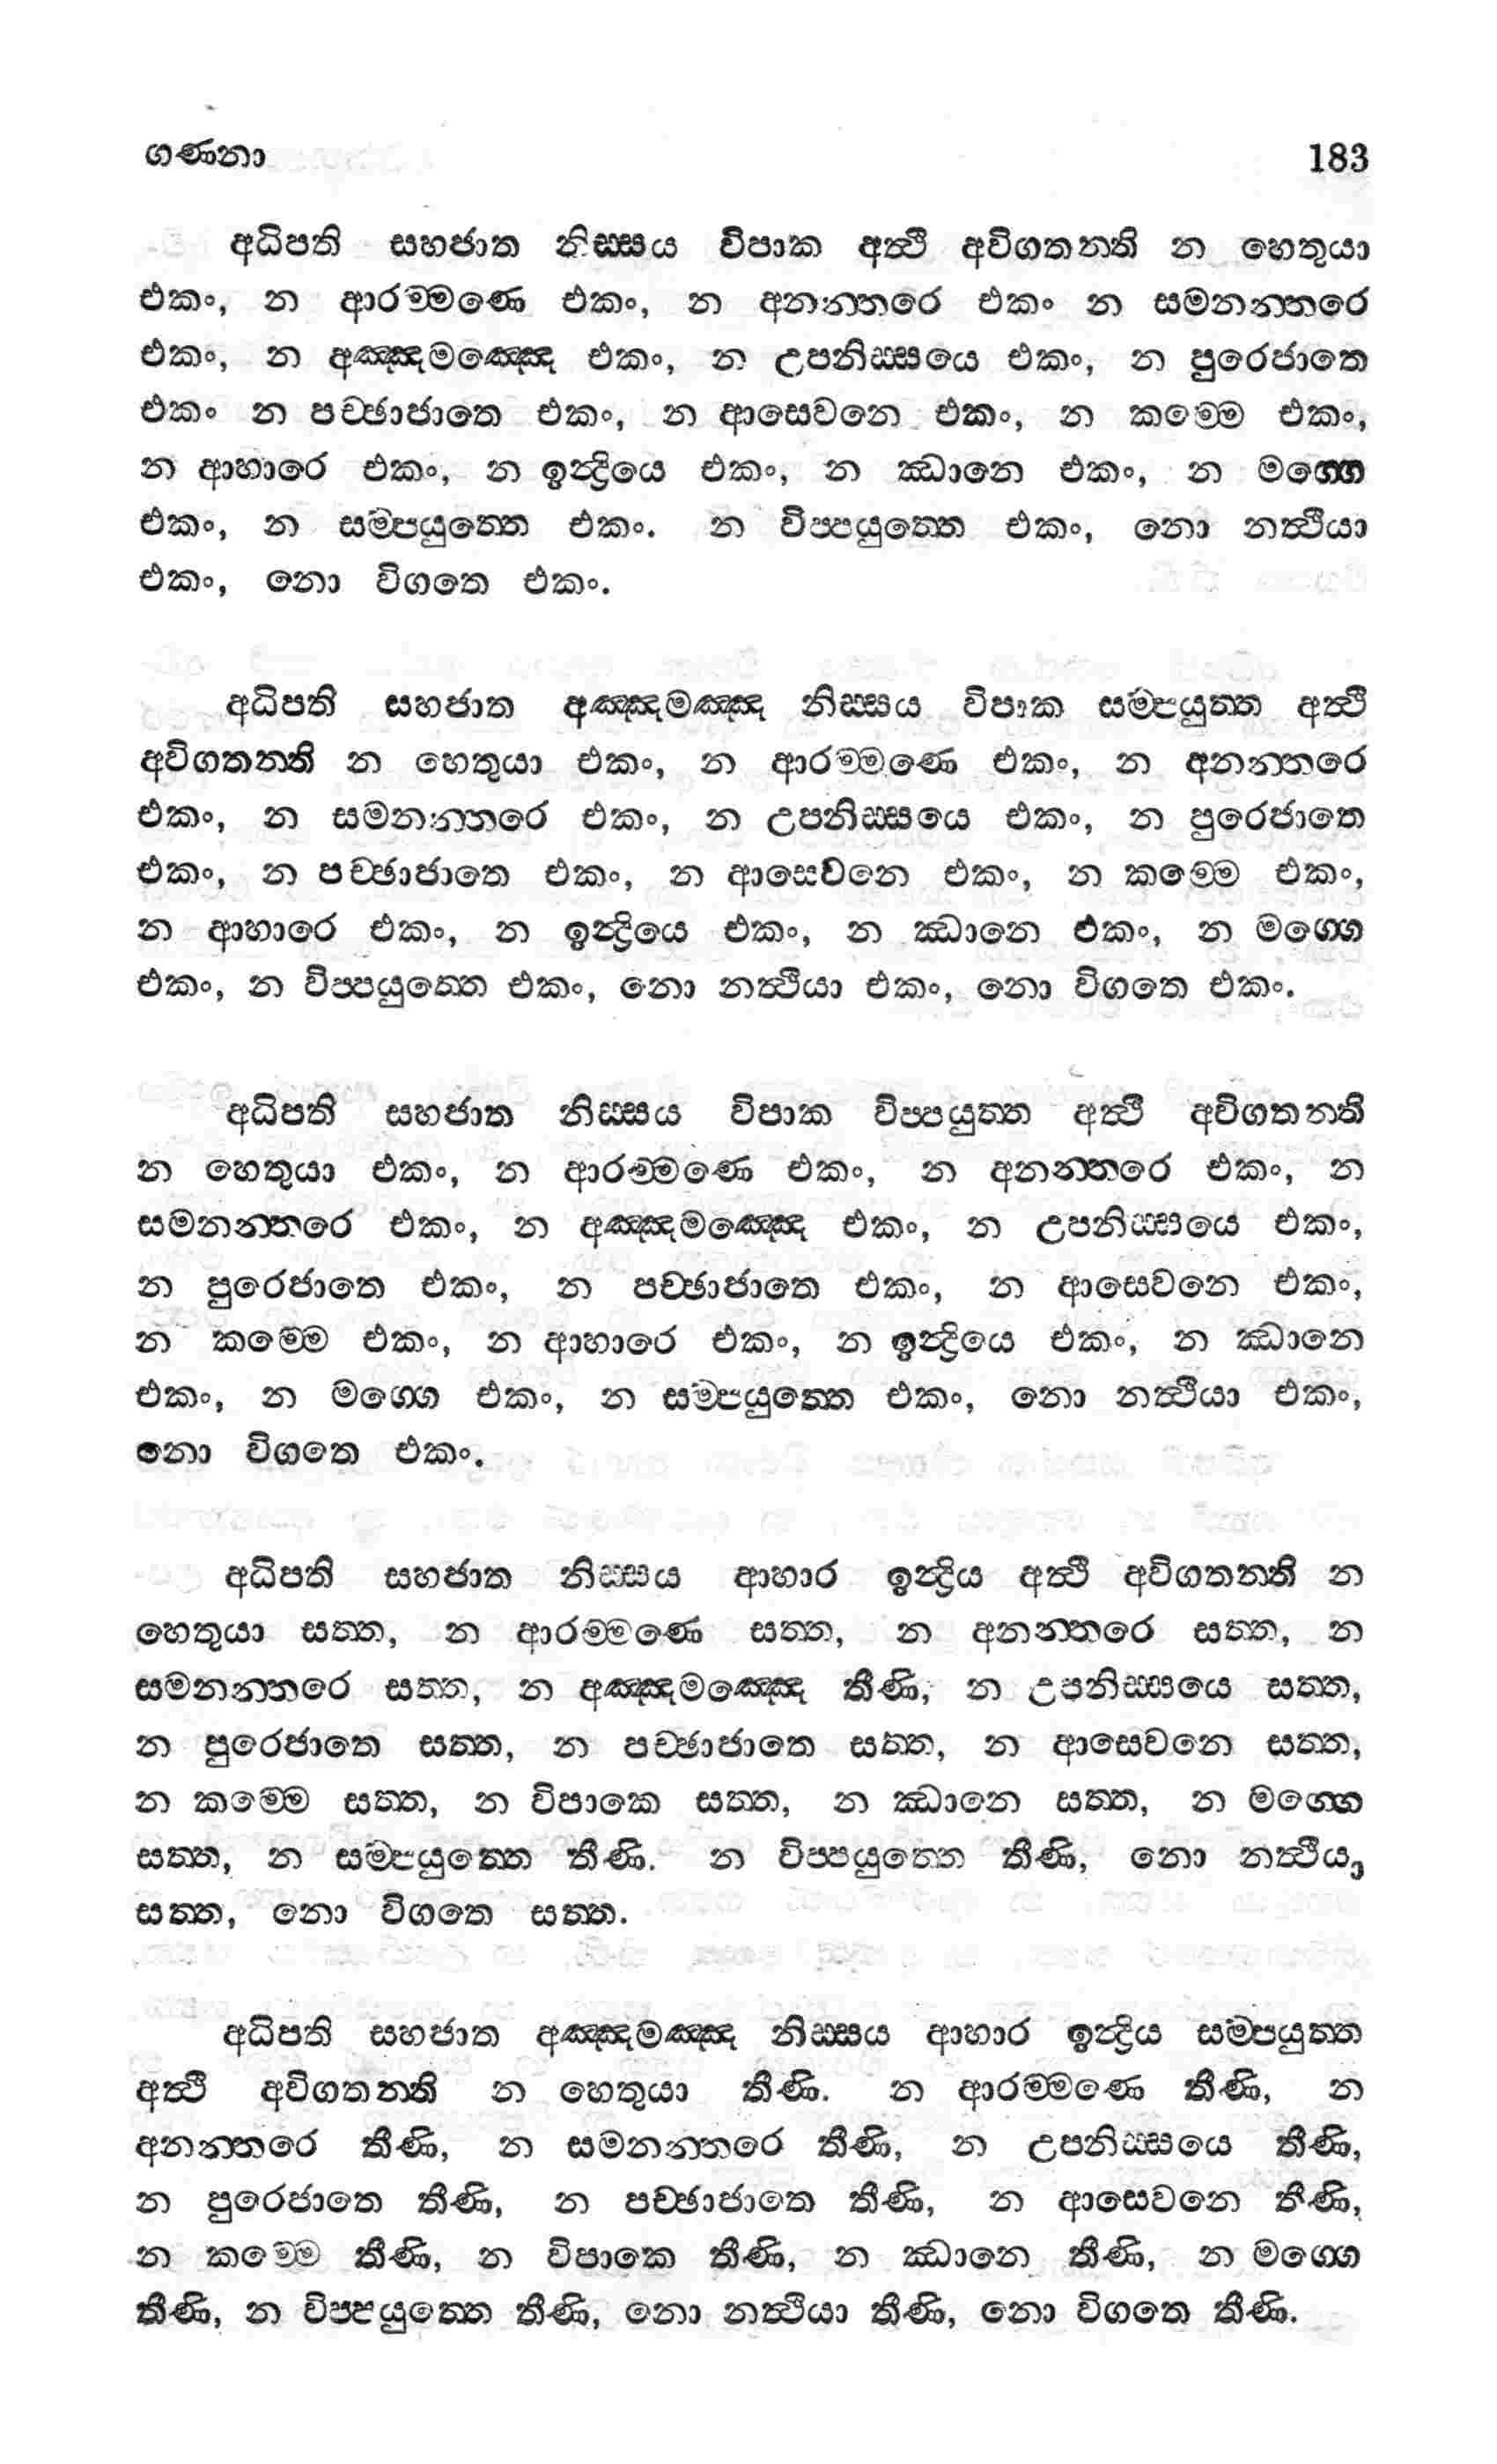 ගණනා 183
අධිපති සහජාත නිස්සය විපාක අත්ථි අවිගතන්ති න හෙතුයා
එකං, න ආරම්මණෙ එකං, න අනන්තරෙ එකං න සමනන්තරෙ
එකං, න අඤ්ඤමඤ්ඤෙ එකං, න උපනිස්සයෙ එකං, න පුරෙජාතෙ
එකං න පච්ඡාජාතෙ එකං, න ආසෙවනෙ එකං, න කම්මෙ එකං,
න ආහාරෙ එකං, න ඉන්ද්‍රියෙ එකං, න ඣානෙ එකං, න මග්ගෙ
එකං, න සම්පයුත්තෙ එකං. න විප්පයුත්තෙ එකං, නො නත්ථියා
එකං, නො විගතෙ එකං.
අධිපති සහජාත අඤ්ඤමඤ්ඤ නිස්සය විපාක සම්පයුත්ත අත්ථි
අවිගතන්ති න හෙතුයා එකං, න ආරම්මණෙ එකං, න අනන්තරෙ
එකං, න සමනන්තරෙ එකං, න උපනිස්සයෙ එකං, න පුරෙජාතෙ
එකං, න පච්ඡාජාතෙ එකං, න ආසෙවනෙ එකං, න කම්මෙ එකං,
න ආහාරෙ එකං, න ඉන්ද්‍රියෙ එකං, න ඣානෙ එකං, න මග්ගෙ
එකං, න විප්පයුත්තෙ එකං, නො නත්ථියා එකං, නො විගතෙ එකං.
අධිපති සහජාත නිස්සය විපාක විප්පයුත්ත අත්ථි අවිගතන්ති
න හෙතුයා එකං, න ආරම්මණෙ එකං, න අනන්තරෙ එකං, න
සමනන්තරෙ එකං, න අඤ්ඤමඤ්ඤෙ එකං, න උපනිස්සයෙ එකං,
න පුරෙජාතෙ එකං, න පච්ඡාජාතෙ එකං, න ආසෙවනෙ එකං,
න කම්මෙ එකං, න ආහාරෙ එකං, න ඉන්ද්‍රියෙ එකං, න ඣානෙ
එකං, න මග්ගෙ එකං, න සම්පයුත්තෙ එකං, නො නත්ථියා එකං,
නො විගතෙ එකං.
අධිපති සහජාත නිස්සය ආහාර ඉන්ද්‍රිය අත්ථි අවිගතන්ති න
හෙතුයා සත්ත, න ආරම්මණෙ සත්ත, න අනන්තරෙ සත්ත, න
සමනන්තරෙ සත්ත, න අඤ්ඤමඤ්ඤෙ තීණි, න උපනිස්සයෙ සත්ත,
න පුරෙජාතෙ සත්ත, න පච්ඡාජාතෙ සත්ත, න ආසෙවනෙ සත්ත,
න කම්මෙ සත්ත, න විපාකෙ සත්ත, න ඣානෙ සත්ත, න මග්ගෙ
සත්ත, න සම්පයුත්තෙ තීණි. න විප්පයුත්තෙ තීණි, නො නත්ථියා
සත්ත, නො විගතෙ සත්ත.
අධිපති සහජාත අඤ්ඤමඤ්ඤ නිස්සය ආහාර ඉන්ද්‍රිය සම්පයුත්ත
අත්ථි අවිගතන්ති න හෙතුයා තීණි. න ආරම්මණෙ තීණි, න
අනන්තරෙ තීණි, න සමනන්තරෙ තීණි, න උපනිස්සයෙ තීණි,
න පුරෙජාතෙ තීණි, න පච්ඡාජාතෙ තීණි, න ආසෙවනෙ තීණි,
න කම්මෙ තීණි, න විපාකෙ තීණි, න ඣානෙ තීණි, න මග්ගෙ
තීණි, න විප්පයුත්තෙ තීණි, නො නත්ථියා තීණි, නො විගතෙ තීණි.